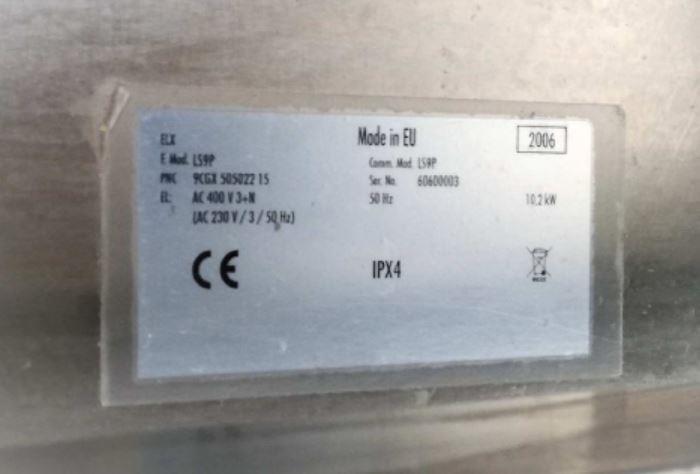 ELX Made in EU 2006
F. Mod. LS9P Comm. Mod. LS9P
PNC 9CGX 505022 15 Ser. No. 60600003
EL: AC 400 V 3+N 50 Hz 10,2 kW
(AC 230 V / 3 / 50 Hz)
CE IPX4